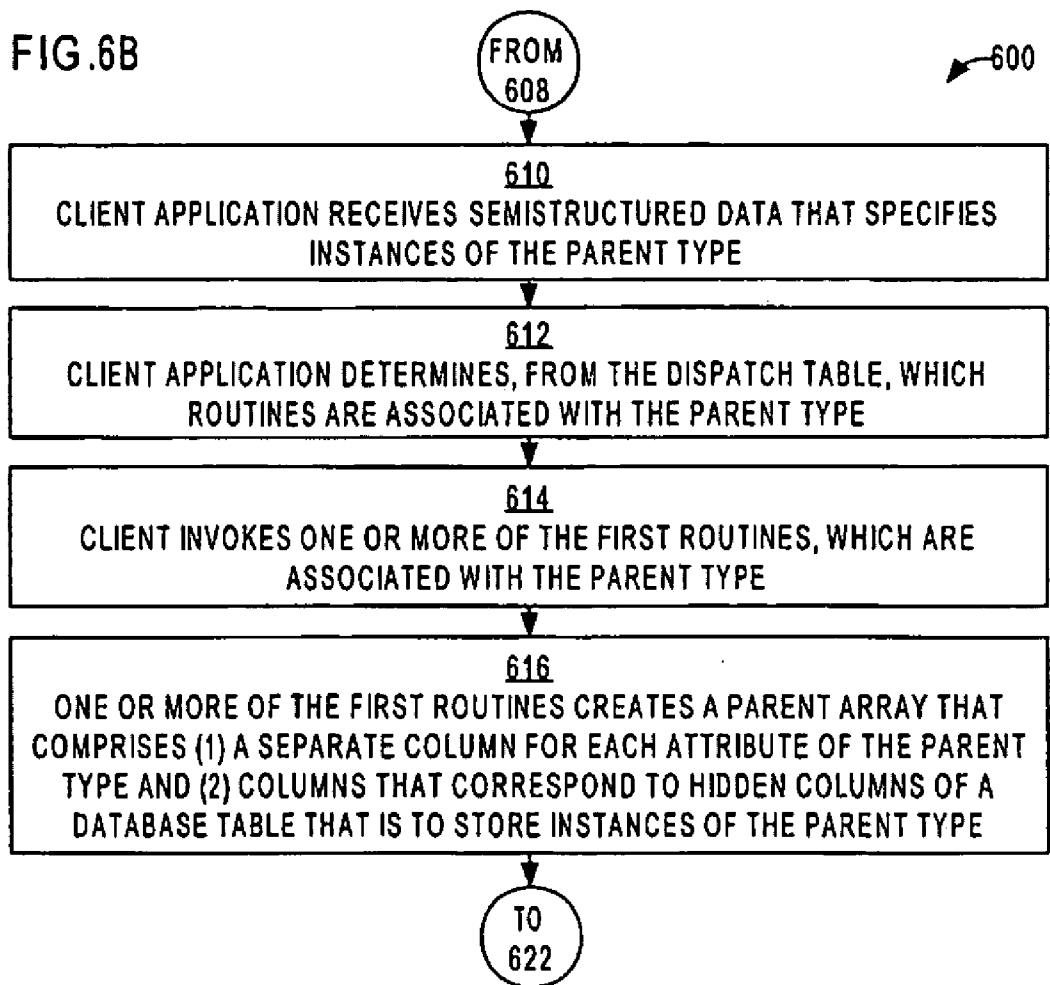 FIG.6B
FROM
608
600
610
CLIENT APPLICATION RECEIVES SEMISTRUCTURED DATA THAT SPECIFIES
INSTANCES OF THE PARENT TYPE
612
CLIENT APPLICATION DETERMINES, FROM THE DISPATCH TABLE, WHICH
ROUTINES ARE ASSOCIATED WITH THE PARENT TYPE
614
CLIENT INVOKES ONE OR MORE OF THE FIRST ROUTINES, WHICH ARE
ASSOCIATED WITH THE PARENT TYPE
616
ONE OR MORE OF THE FIRST ROUTINES CREATES A PARENT ARRAY THAT
COMPRISES (1) A SEPARATE COLUMN FOR EACH ATTRIBUTE OF THE PARENT
TYPE AND (2) COLUMNS THAT CORRESPOND TO HIDDEN COLUMNS OF A
DATABASE TABLE THAT IS TO STORE INSTANCES OF THE PARENT TYPE
TO
622